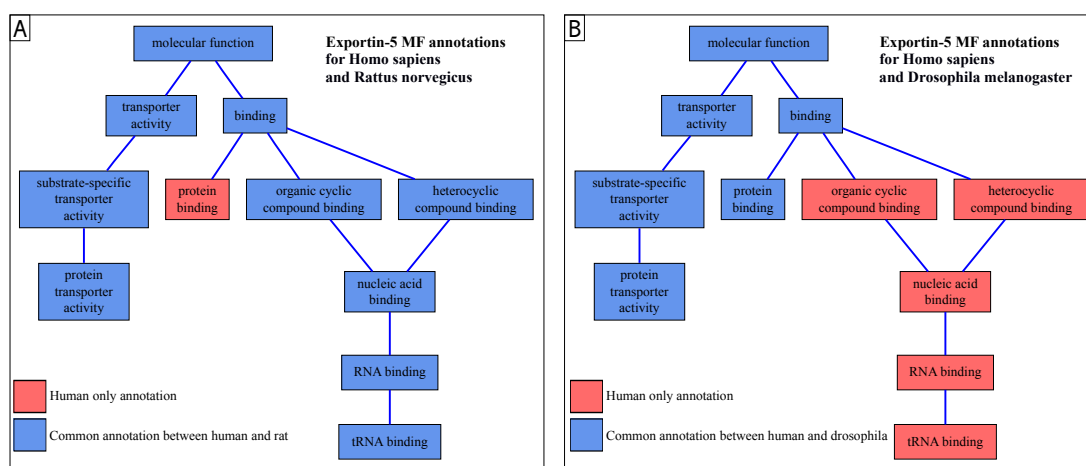 A
Exportin-5 MF annotations
for Homo sapiens
and Rattus norvegicus
molecular function
transporter
activity
binding
substrate-specific
transporter
activity
protein
binding
organic cyclic
compound binding
heterocyclic
compound binding
protein
transporter
activity
nucleic acid
binding
RNA binding
tRNA binding
Human only annotation
Common annotation between human and rat
B
Exportin-5 MF annotations
for Homo sapiens
and Drosophila melanogaster
molecular function
transporter
activity
binding
substrate-specific
transporter
activity
protein
binding
organic cyclic
compound binding
heterocyclic
compound binding
protein
transporter
activity
nucleic acid
binding
RNA binding
tRNA binding
Human only annotation
Common annotation between human and drosophila